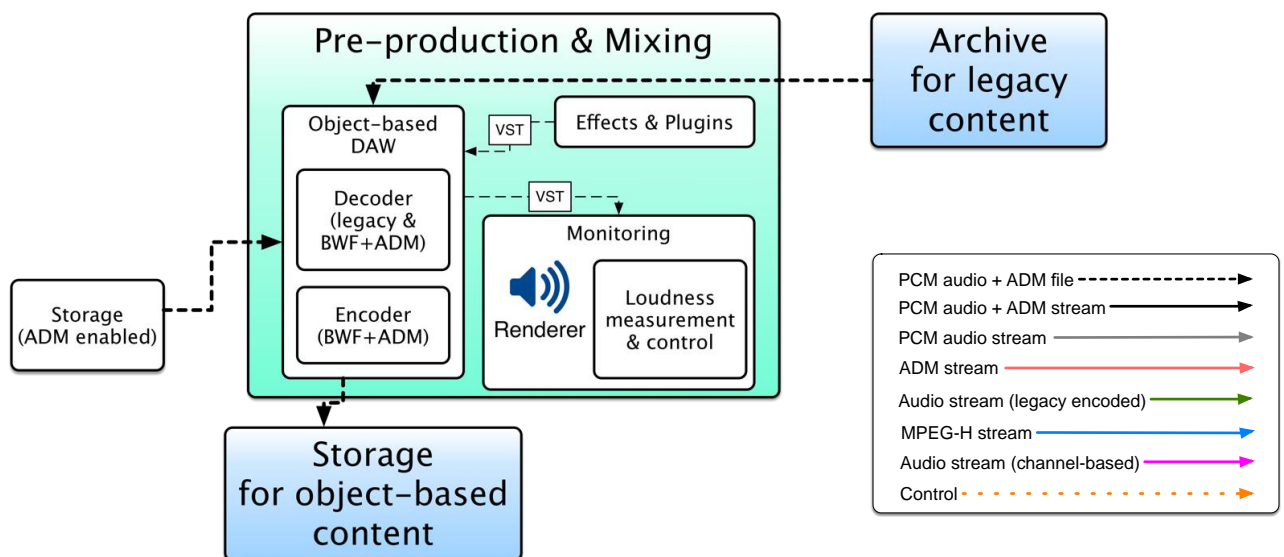 Pre-production & Mixing
Archive
for legacy
content
Object-based
DAW
VST
Effects & Plugins
Decoder
(legacy &
BWF+ADM)
VST
Monitoring
Storage
(ADM enabled)
Encoder
(BWF+ADM)
Renderer
Loudness
measurement
& control
Storage
for object-based
content
PCM audio + ADM file
PCM audio + ADM stream
PCM audio stream
ADM stream
Audio stream (legacy encoded)
MPEG-H stream
Audio stream (channel-based)
Control